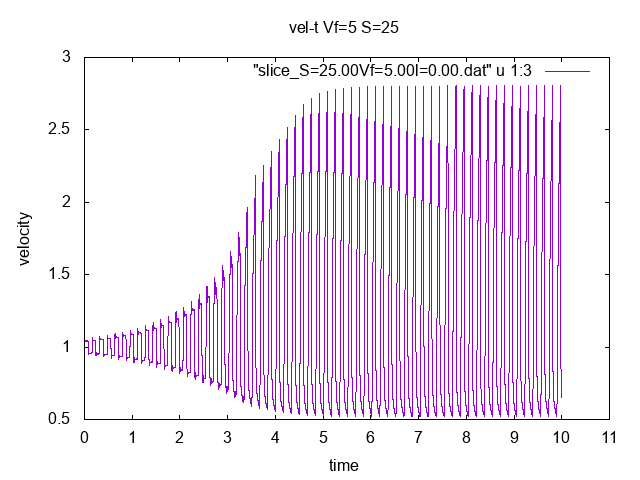 vel-t Vf=5 S=25
"slice_S=25.00Vf=5.00I=0.00.dat" u 1:3
3
2.5
2
1.5
1
0.5
velocity
0 1 2 3 4 5 6 7 8 9 10 11
time